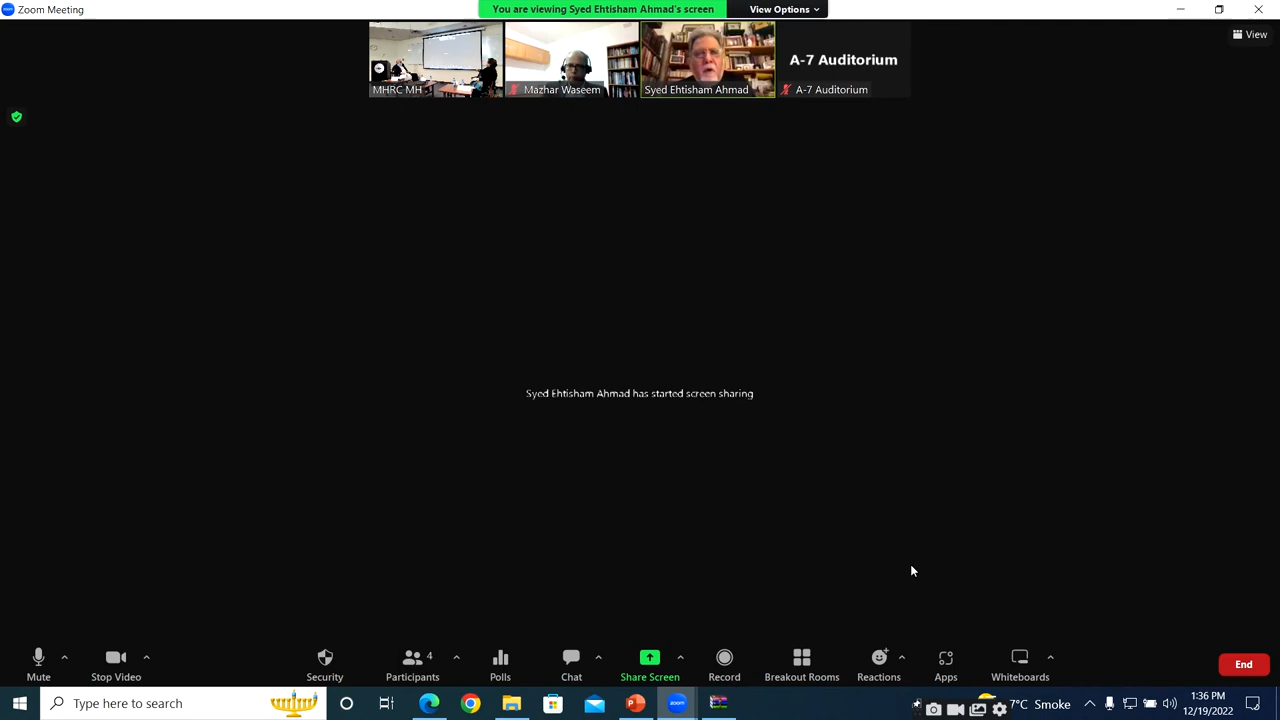 Zoom Meeting
You are viewing Syed Ehtisham Ahmad's screen
View Options
View
MHRC MH
Mazhar Waseem
Syed Ehtisham Ahmad
A-7 Auditorium
A-7 Auditorium
Syed Ehtisham Ahmad has started screen sharing
Mute
Stop Video
Security
4
Participants
Polls
Chat
Share Screen
Record
Breakout Rooms
Reactions
Apps
Whiteboards
End
Type here to search
zoom
7°C Smoke
1:36 PM
12/19/2022